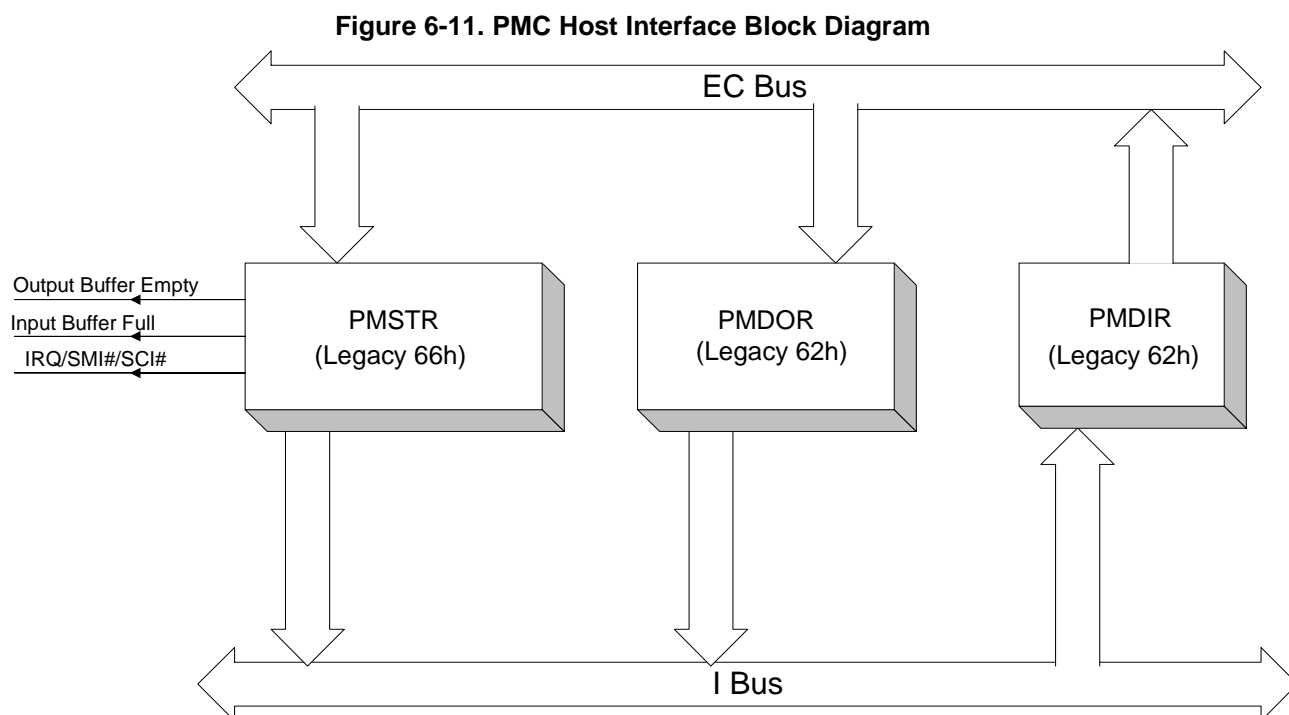 Figure 6-11. PMC Host Interface Block Diagram
EC Bus
Output Buffer Empty
Input Buffer Full
IRQ/SMI#/SCI#
PMSTR
(Legacy 66h)
PMDOR
(Legacy 62h)
PMDIR
(Legacy 62h)
I Bus